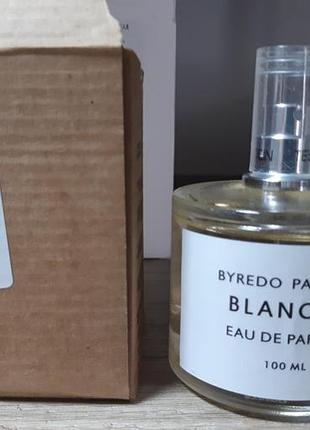 BYREDO PA
BLANC
EAU DE PAR
100 ML